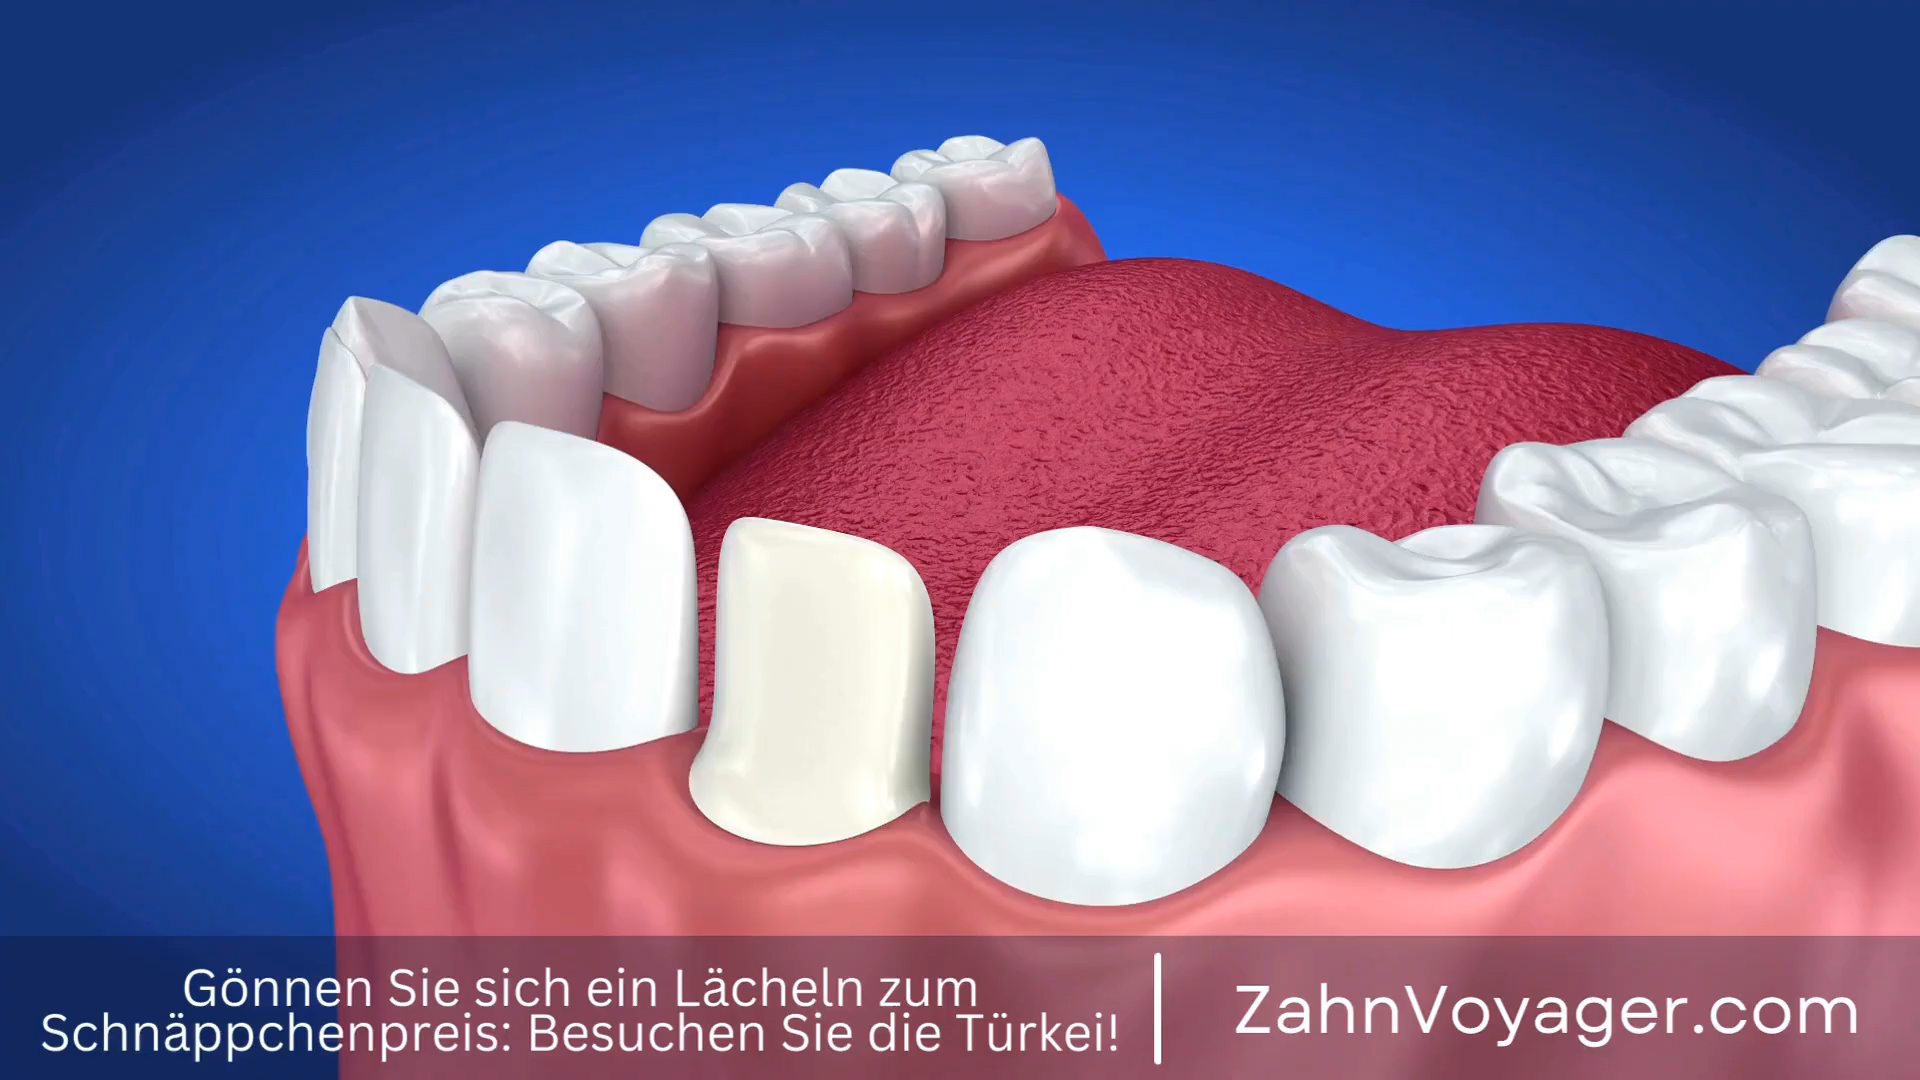 Gönnen Sie sich ein Lächeln zum
Schnäppchenpreis: Besuchen Sie die Türkei!
ZahnVoyager.com